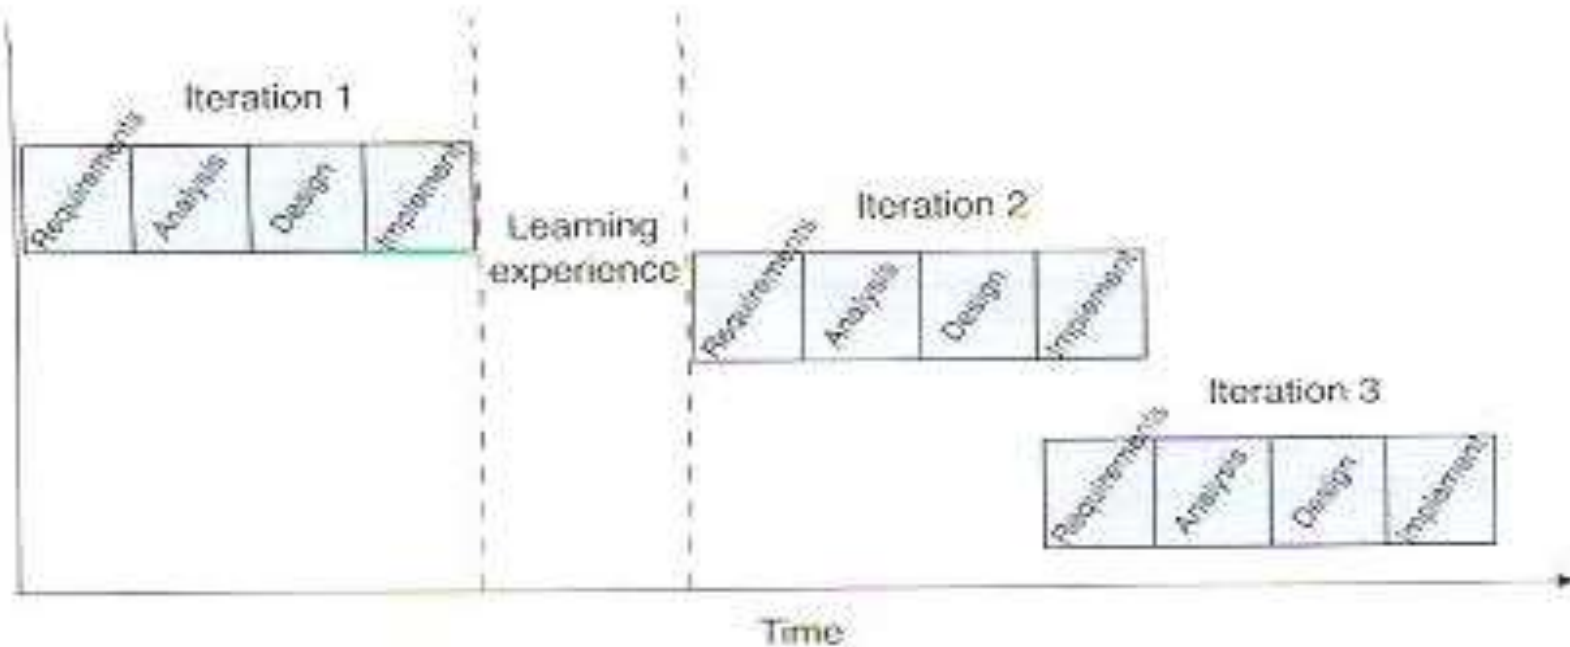 Iteration 1
Requirements
Analysis
Design
Implement
Learning
experience
Iteration 2
Requirements
Analysis
Design
Implement
Iteration 3
Requirements
Analysis
Design
Implement
Time